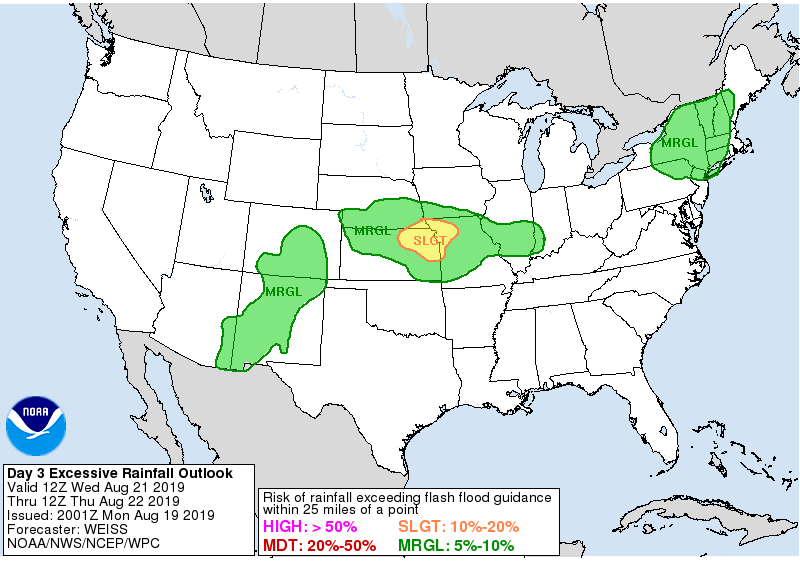 MRGL
MRGL
SLGT
MRGL
NOAA
Day 3 Excessive Rainfall Outlook
Valid 12Z Wed Aug 21 2019
Thru 12Z Thu Aug 22 2019
Issued: 2001Z Mon Aug 19 2019
Forecaster: WEISS
NOAA/NWS/NCEP/WPC
Risk of rainfall exceeding flash flood guidance
within 25 miles of a point
HIGH: > 50% SLGT: 10%-20%
MDT: 20%-50% MRGL: 5%-10%